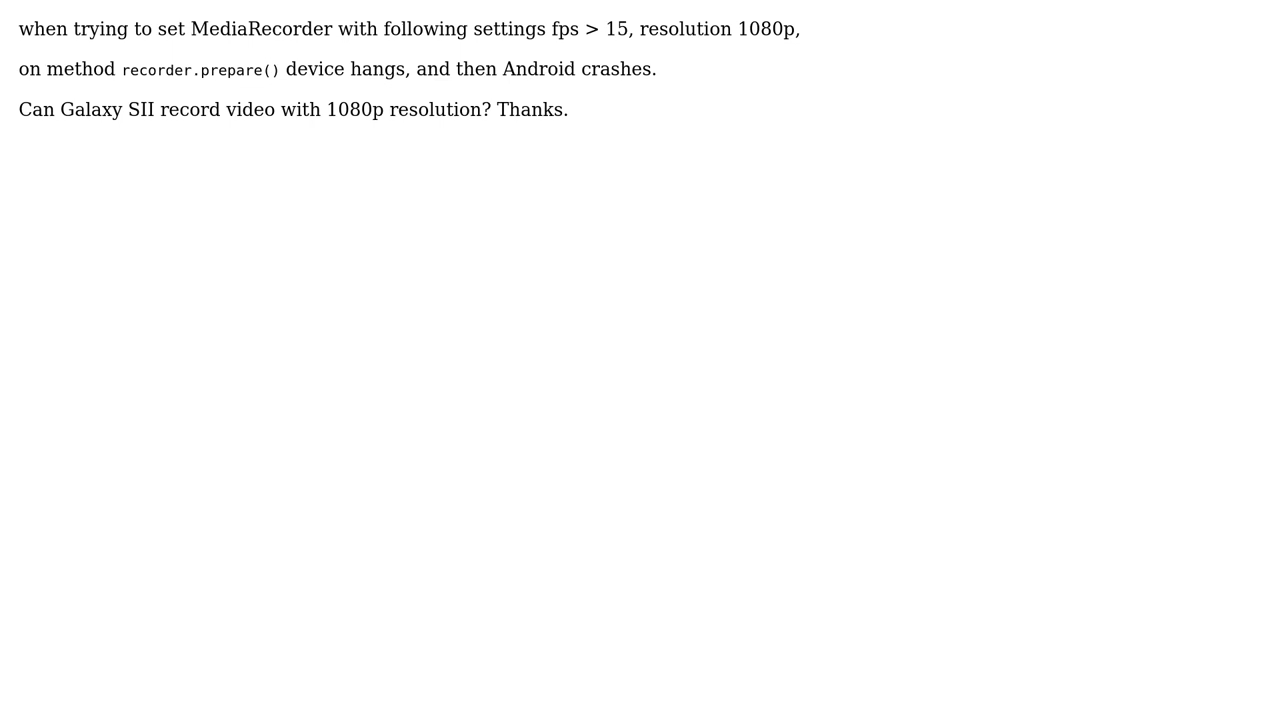 when trying to set MediaRecorder with following settings fps > 15, resolution 1080p,
on method recorder.prepare() device hangs, and then Android crashes.
Can Galaxy SII record video with 1080p resolution? Thanks.